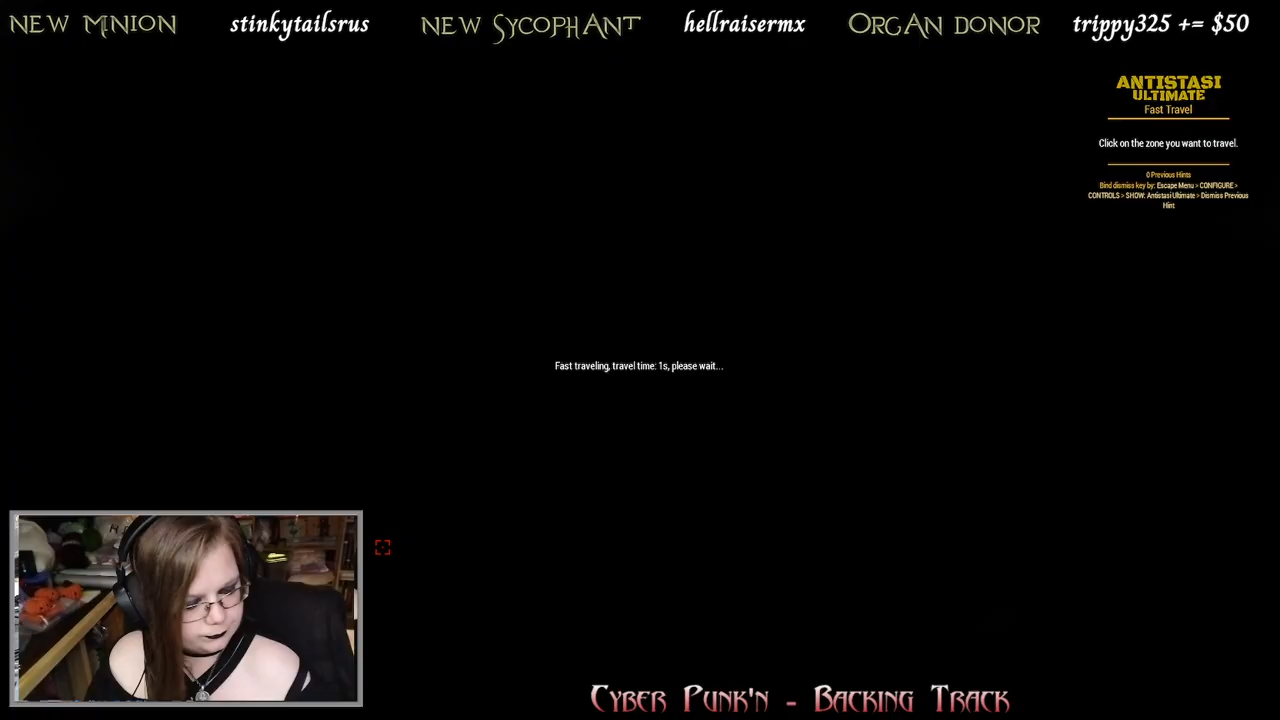 NEW MINION stinkytailsrus NEW SYCOPHANT hellraisermx ORGAN DONOR trippy325 += $50
ANTISTASI
ULTIMATE
Fast Travel
Click on the zone you want to travel.
0 Previous Hints
Bind dismiss key by: Escape Menu > CONFIGURE >
CONTROLS > SHOW: Antistasi Ultimate > Dismiss Previous
Hint
Fast traveling, travel time: 1s, please wait...
CYBER PUNK'N - BACKING TRACK